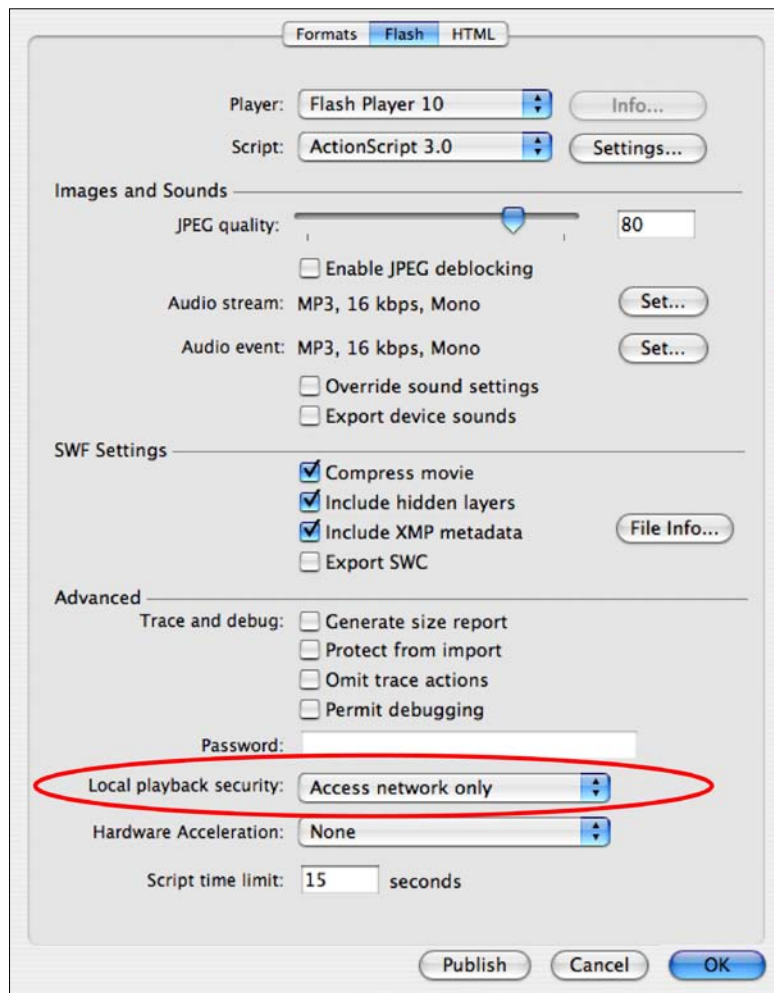 Formats Flash HTML
Player: Flash Player 10 Info...
Script: ActionScript 3.0 Settings...
Images and Sounds
JPEG quality: 80
Enable JPEG deblocking
Audio stream: MP3, 16 kbps, Mono Set...
Audio event: MP3, 16 kbps, Mono Set...
Override sound settings
Export device sounds
SWF Settings
Compress movie
Include hidden layers
Include XMP metadata File Info...
Export SWC
Advanced
Trace and debug: Generate size report
Protect from import
Omit trace actions
Permit debugging
Password:
Local playback security: Access network only
Hardware Acceleration: None
Script time limit: 15 seconds
Publish Cancel OK